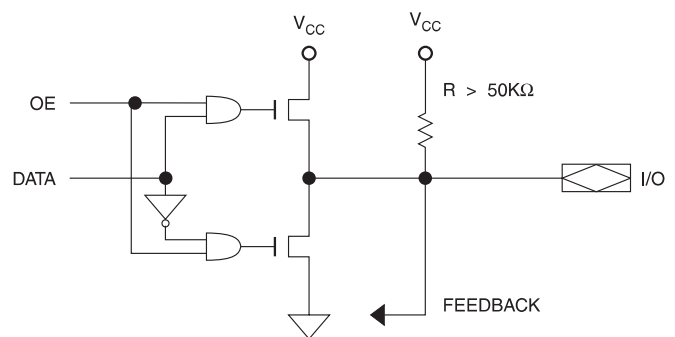 V_CC V_CC
R > 50KΩ
OE
DATA
I/O
FEEDBACK